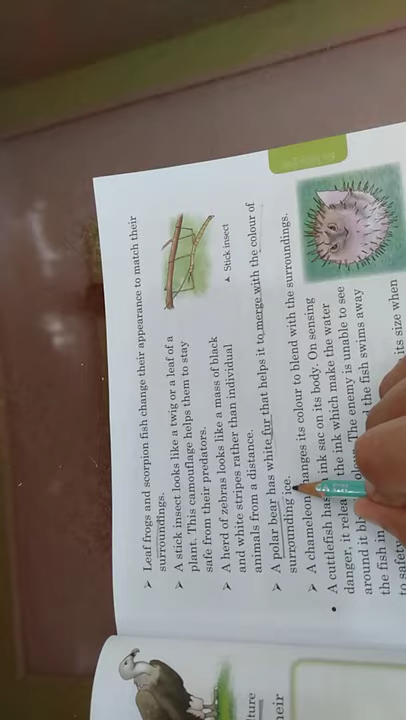 ➤ Leaf frogs and scorpion fish change their appearance to match their
surroundings.
➤ A stick insect looks like a twig or a leaf of a
plant. This camouflage helps them to stay
safe from their predators.
▲ Stick insect
➤ A herd of zebras looks like a mass of black
and white stripes rather than individual
animals from a distance.
➤ A polar bear has white fur that helps it to merge with the colour of
surrounding ice.
➤ A chameleon changes its colour to blend with the surroundings.
• A cuttlefish has ink sac on its body. On sensing
danger, it the ink which make the water
around it The enemy is unable to see
the fish in the fish swims away
to safety its size when